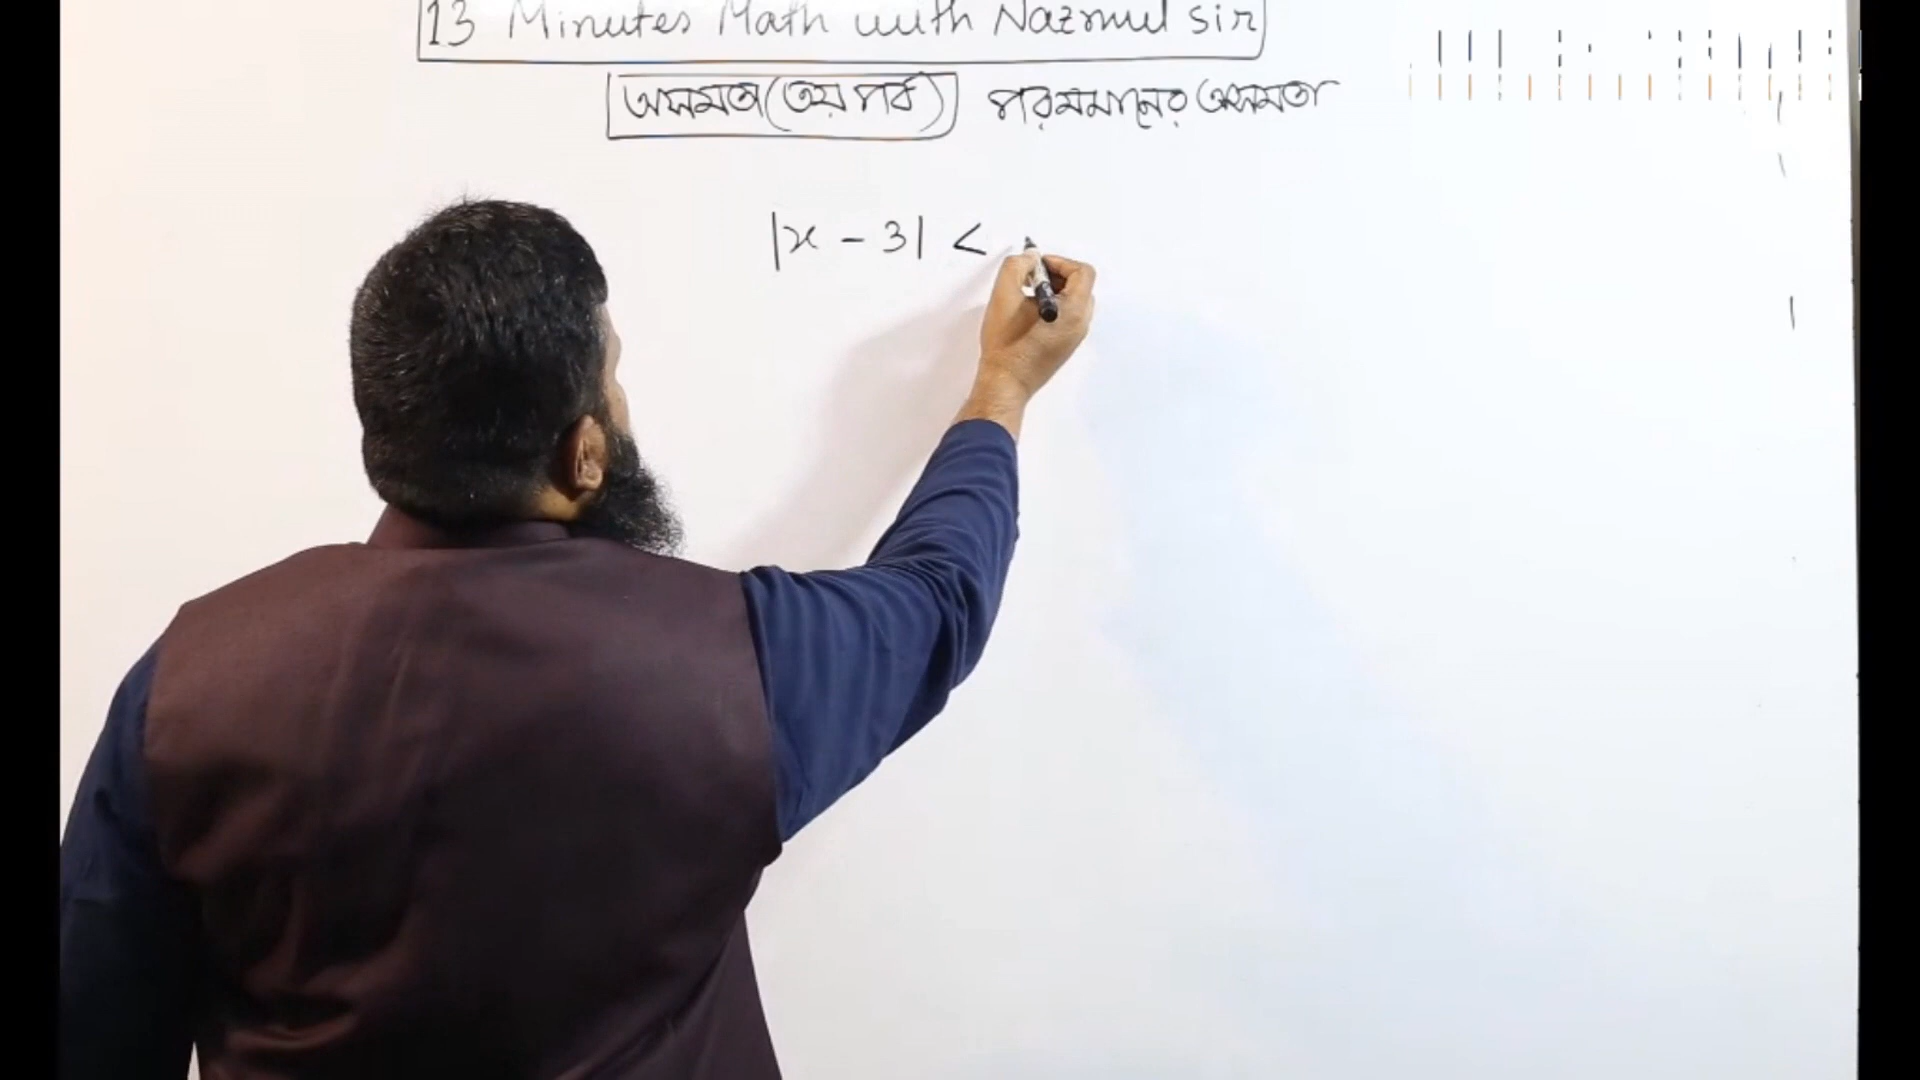 13 Minutes Math with Nazmul sir
অসমতা (৩য় পর্ব) পরমমানের অসমতা
|x - 3| <